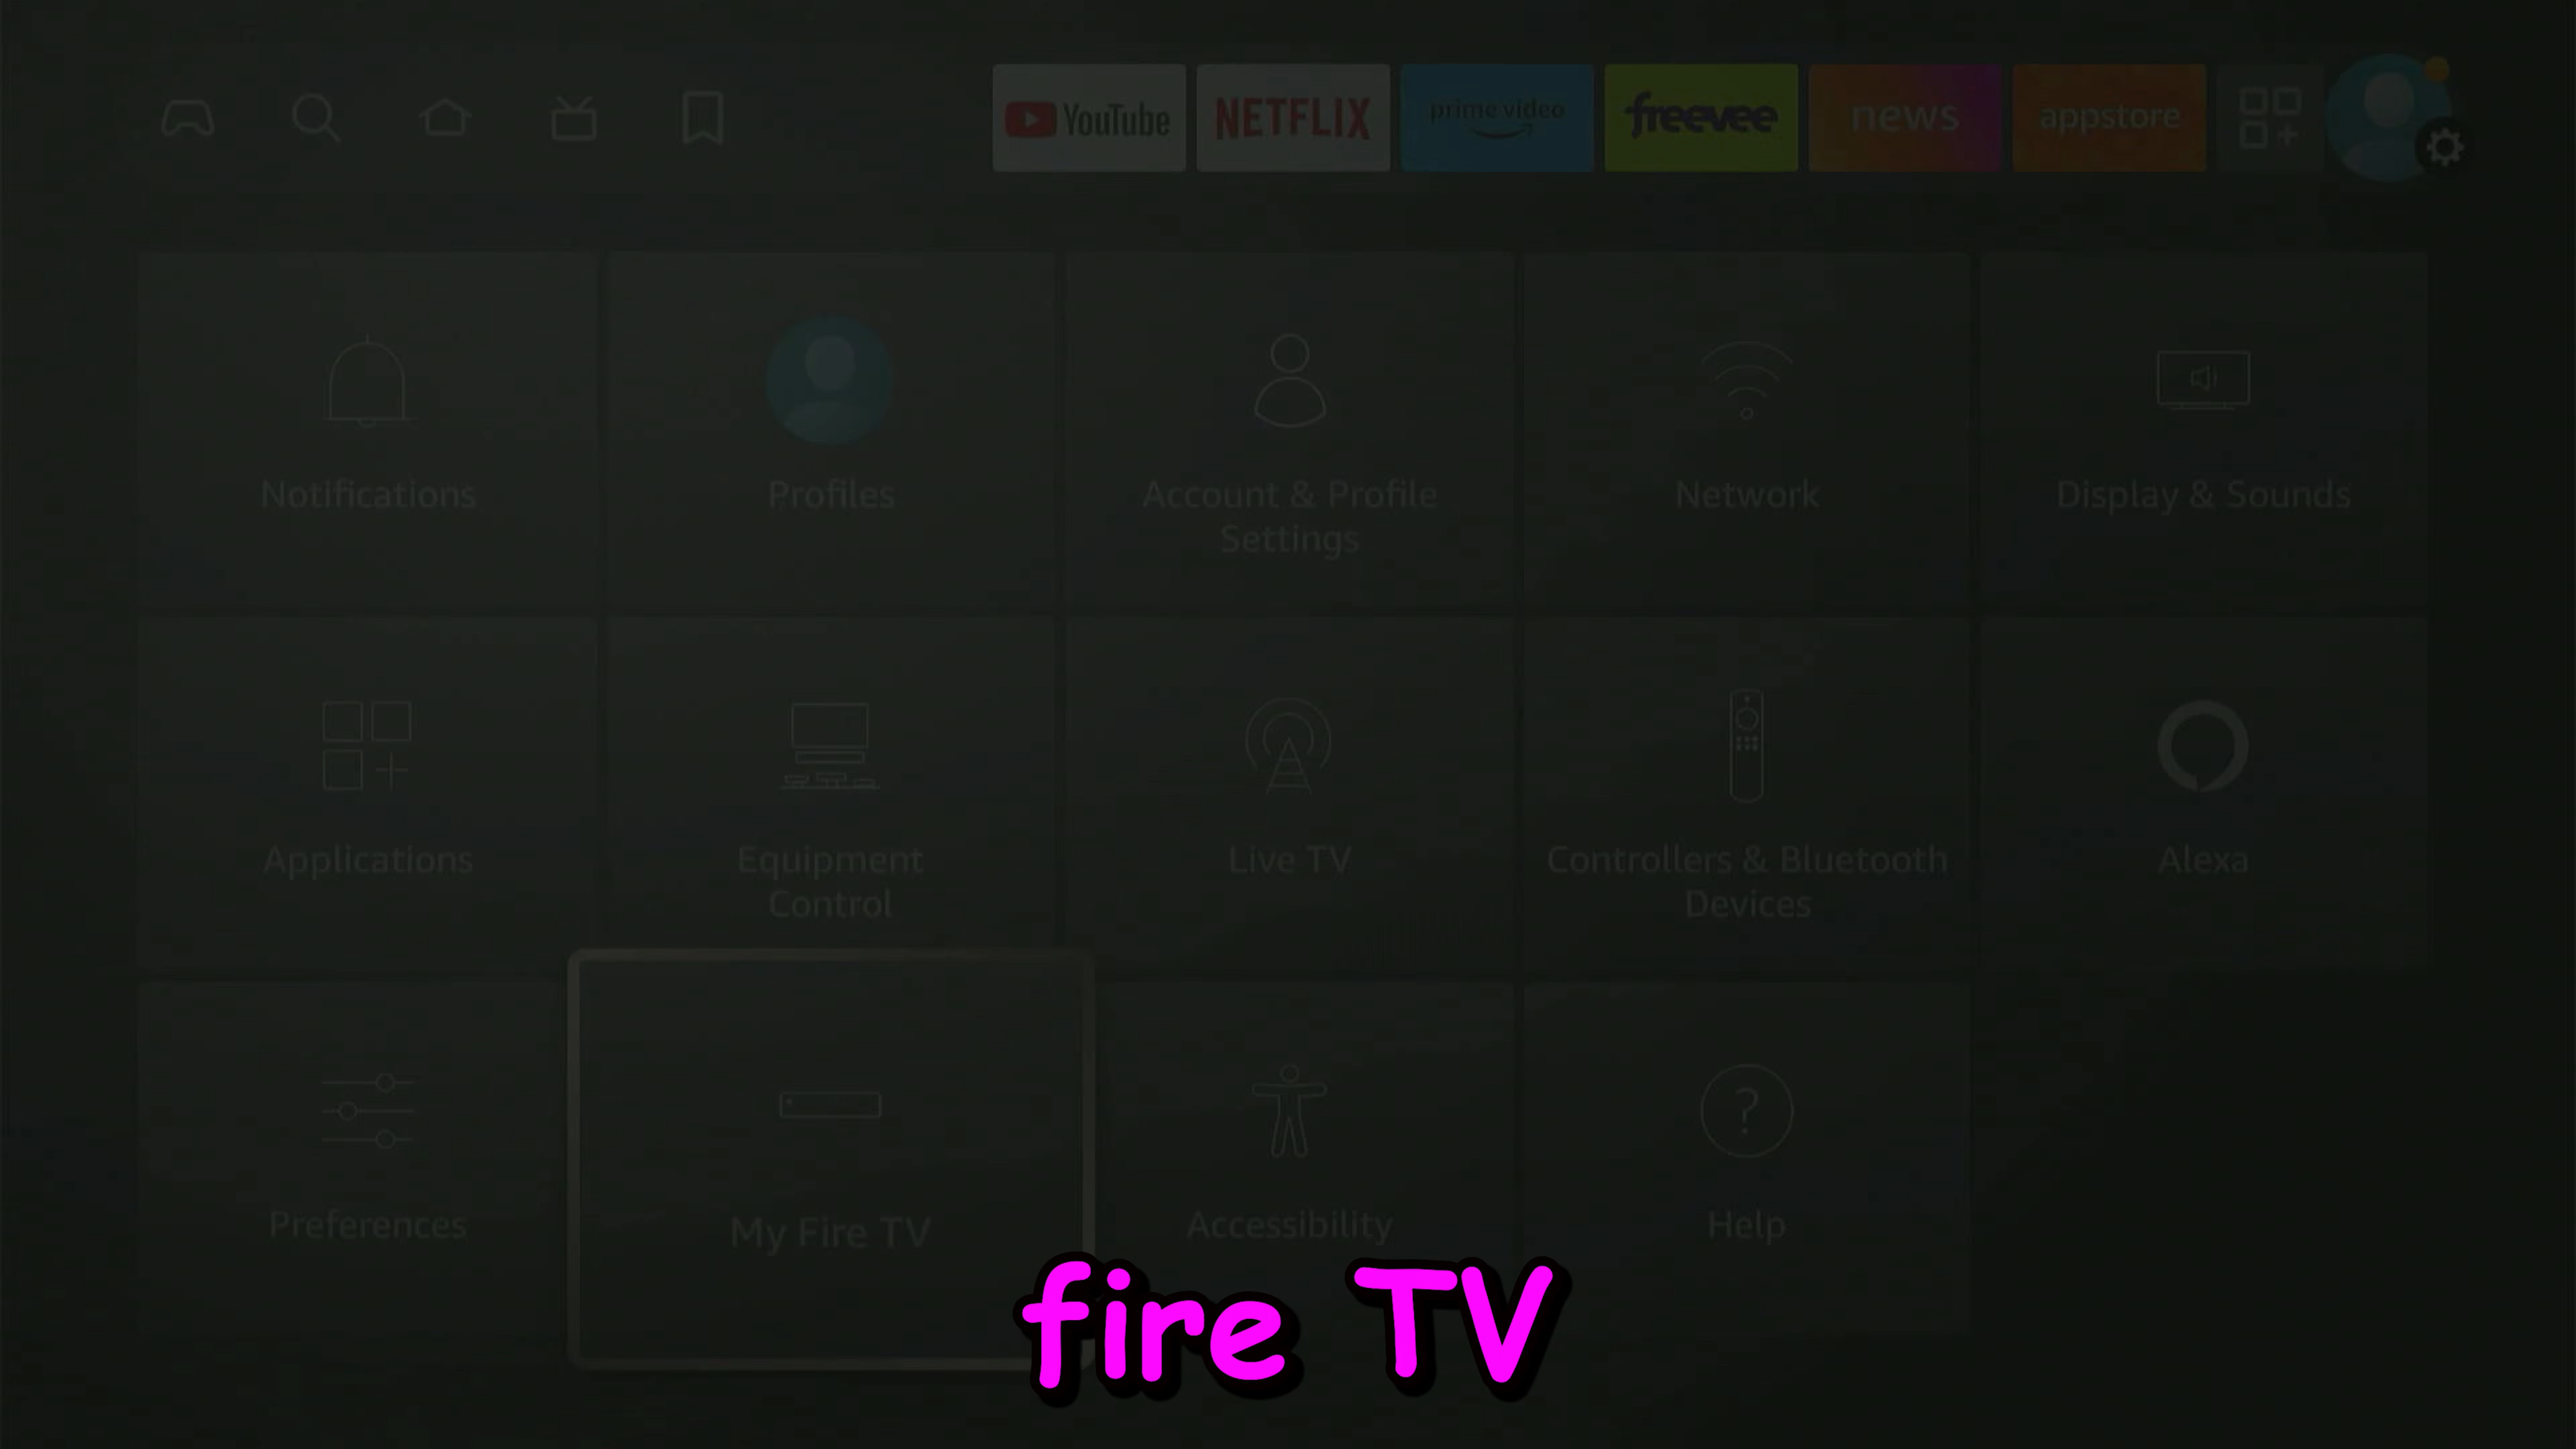 YouTube
NETFLIX
prime video
freevee
news
appstore
Notifications
Profiles
Account & Profile
Settings
Network
Display & Sounds
Applications
Equipment
Control
Live TV
Controllers & Bluetooth
Devices
Alexa
Preferences
My Fire TV
Accessibility
Help
fire TV